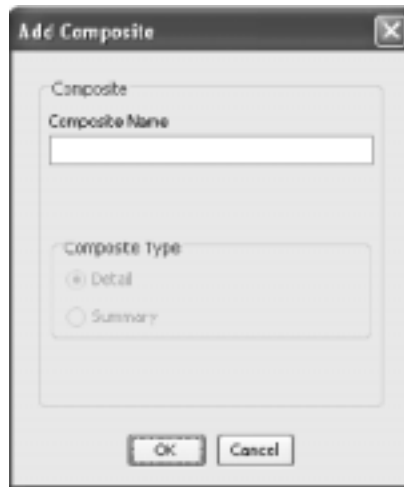 Add Composite
Composite
Composite Name
Composite Type
Detail
Summary
OK Cancel